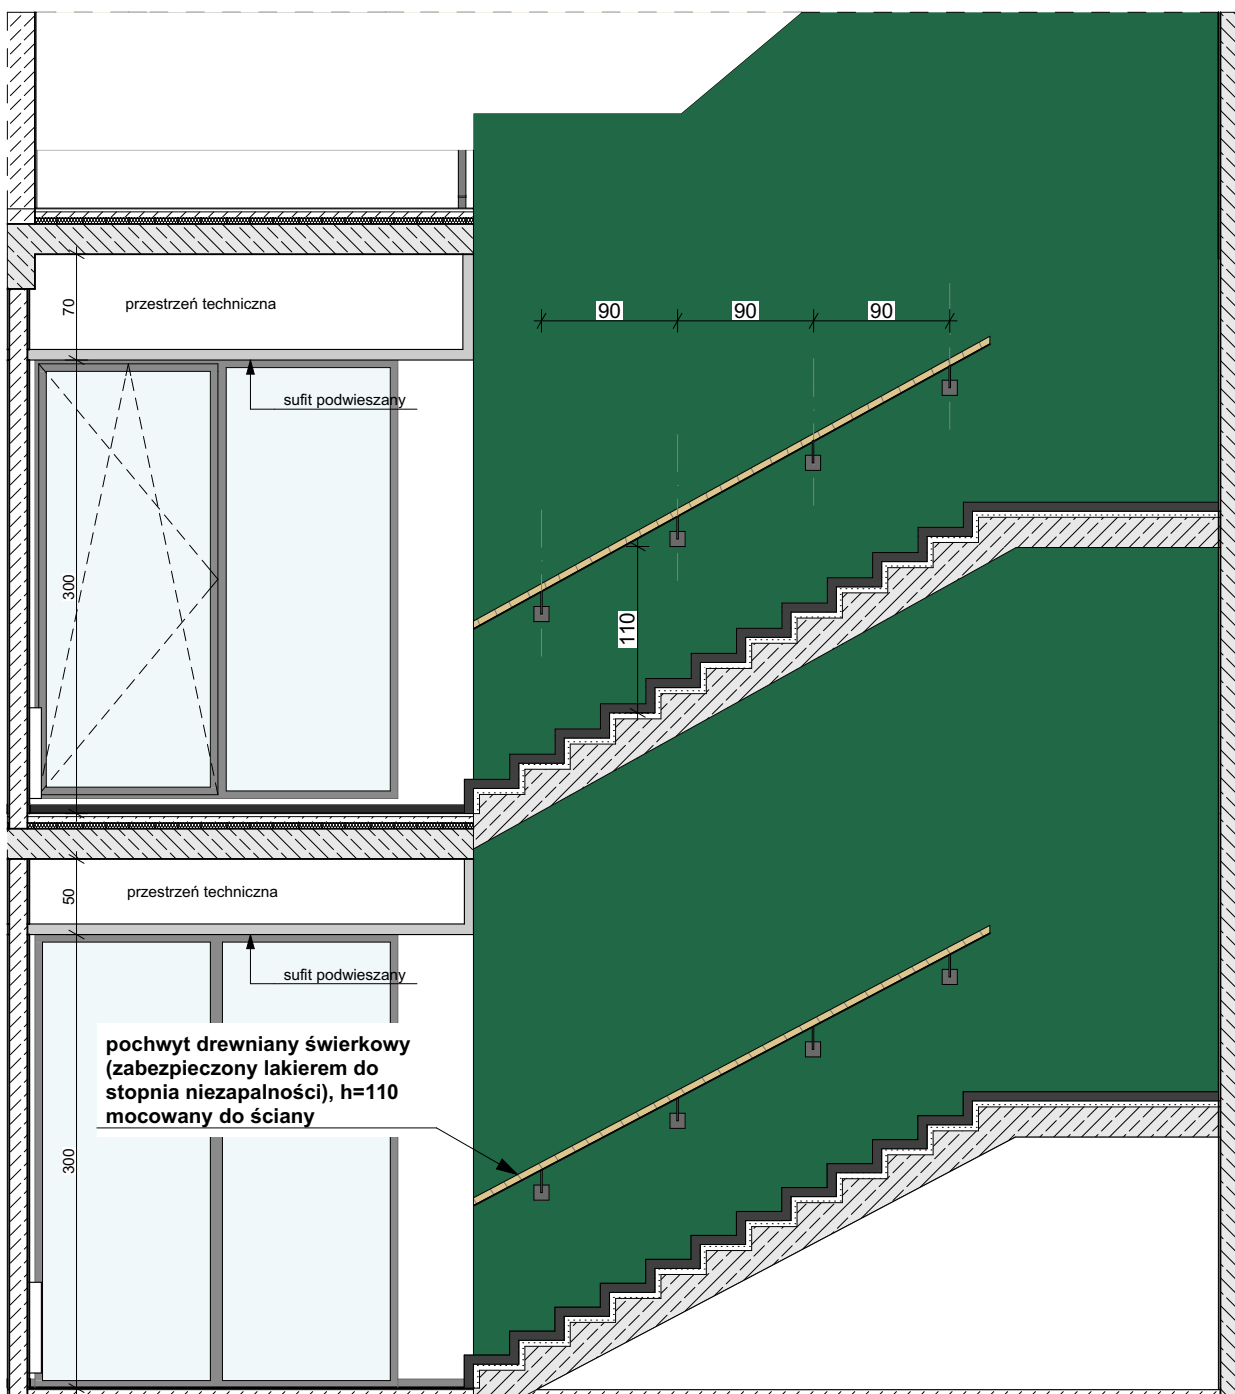 70
przestrzeń techniczna
90
90
90
sufit podwieszany
300
110
50
przestrzeń techniczna
sufit podwieszany
pochwyt drewniany świerkowy
(zabezpieczony lakierem do
stopnia niezapalności), h=110
mocowany do ściany
300